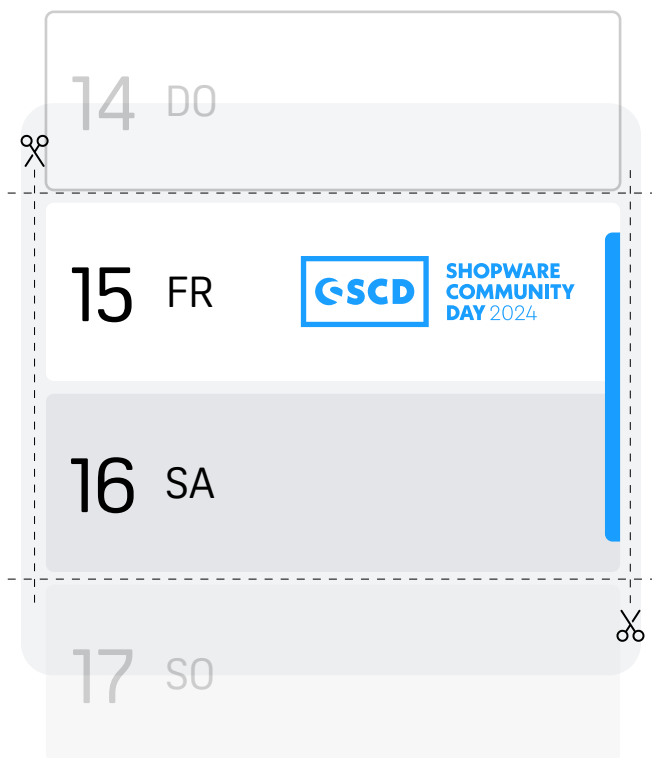 14 DO
15 FR
SCD
SHOPWARE
COMMUNITY
DAY 2024
16 SA
17 SO